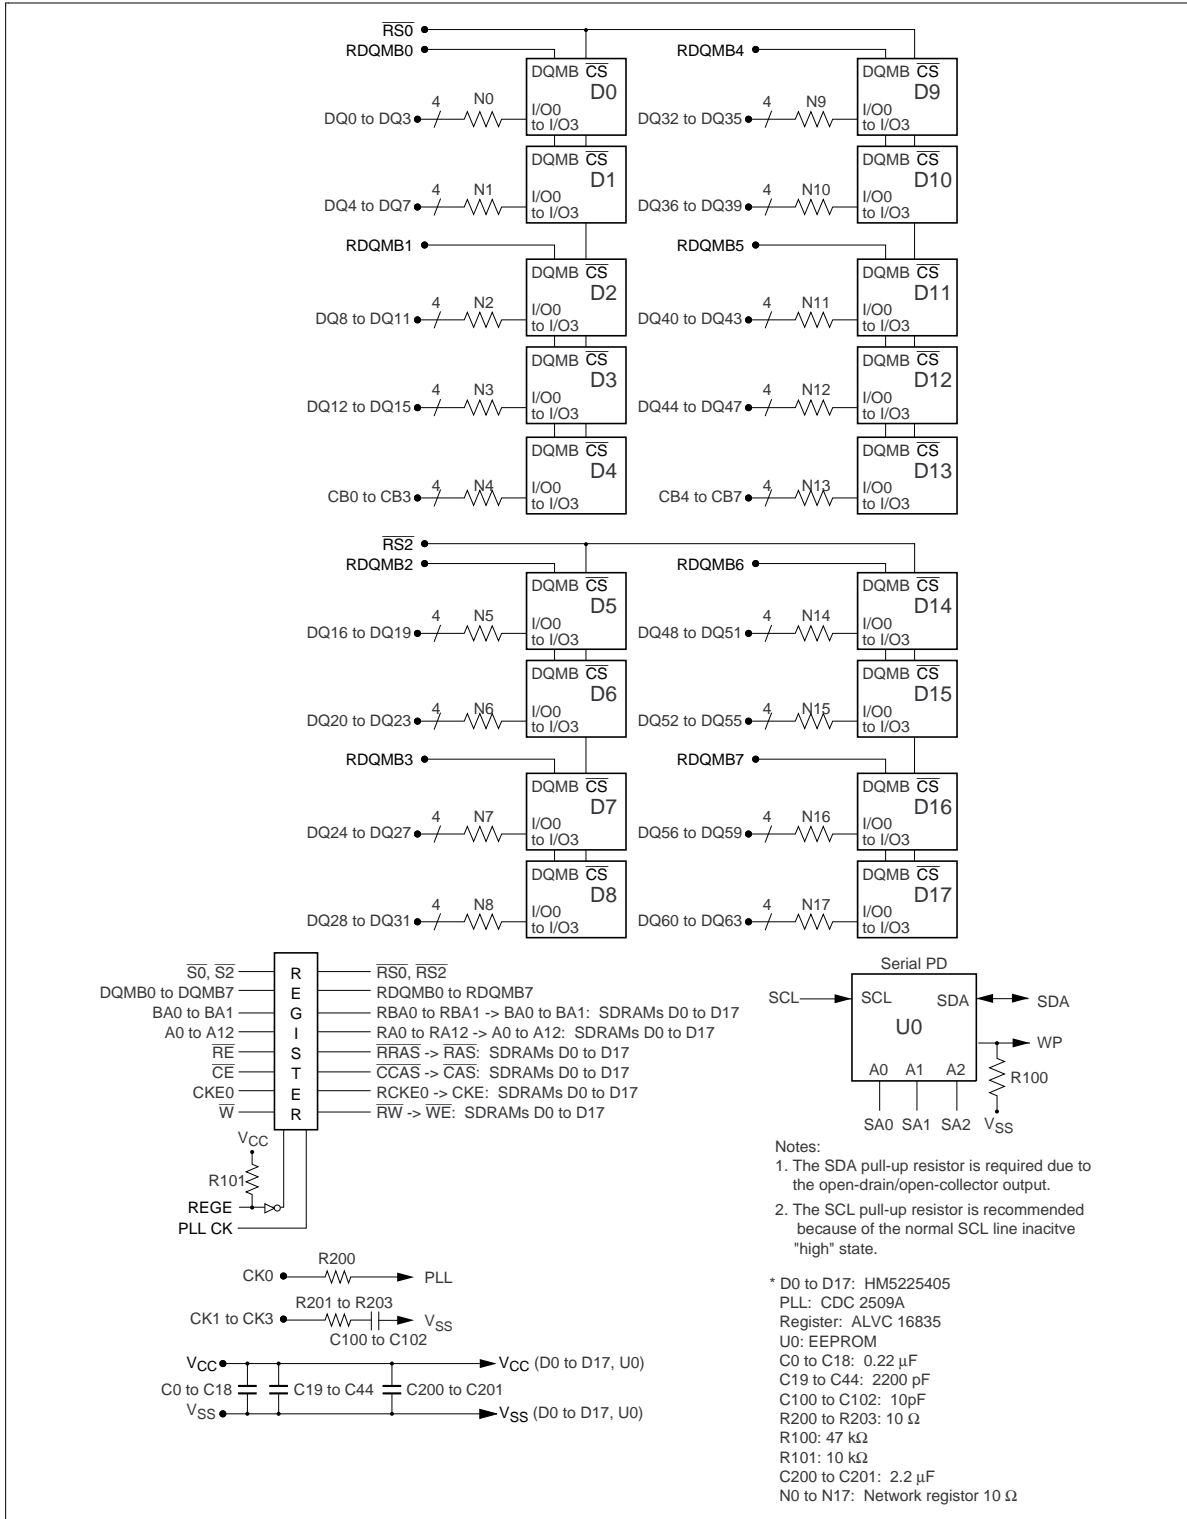 RS0
RDQMB0 RDQMB4
DQMB CS DQMB CS
D0 D9
4 N0 4 N9
DQ0 to DQ3 I/O0 to I/O3 DQ32 to DQ35 I/O0 to I/O3
DQMB CS DQMB CS
D1 D10
4 N1 4 N10
DQ4 to DQ7 I/O0 to I/O3 DQ36 to DQ39 I/O0 to I/O3
RDQMB1 RDQMB5
DQMB CS DQMB CS
D2 D11
4 N2 4 N11
DQ8 to DQ11 I/O0 to I/O3 DQ40 to DQ43 I/O0 to I/O3
DQMB CS DQMB CS
D3 D12
4 N3 4 N12
DQ12 to DQ15 I/O0 to I/O3 DQ44 to DQ47 I/O0 to I/O3
DQMB CS DQMB CS
D4 D13
4 N4 4 N13
CB0 to CB3 I/O0 to I/O3 CB4 to CB7 I/O0 to I/O3
RS2
RDQMB2 RDQMB6
DQMB CS DQMB CS
D5 D14
4 N5 4 N14
DQ16 to DQ19 I/O0 to I/O3 DQ48 to DQ51 I/O0 to I/O3
DQMB CS DQMB CS
D6 D15
4 N6 4 N15
DQ20 to DQ23 I/O0 to I/O3 DQ52 to DQ55 I/O0 to I/O3
RDQMB3 RDQMB7
DQMB CS DQMB CS
D7 D16
4 N7 4 N16
DQ24 to DQ27 I/O0 to I/O3 DQ56 to DQ59 I/O0 to I/O3
DQMB CS DQMB CS
D8 D17
4 N8 4 N17
DQ28 to DQ31 I/O0 to I/O3 DQ60 to DQ63 I/O0 to I/O3
S0, S2 R RS0, RS2
DQMB0 to DQMB7 E RDQMB0 to RDQMB7
BA0 to BA1 G RBA0 to RBA1 -> BA0 to BA1: SDRAMs D0 to D17
A0 to A12 I RA0 to RA12 -> A0 to A12: SDRAMs D0 to D17
RE S RRAS -> RAS: SDRAMs D0 to D17
CE T CCAS -> CAS: SDRAMs D0 to D17
CKE0 E RCKE0 -> CKE: SDRAMs D0 to D17
W R RW -> WE: SDRAMs D0 to D17
VCC
R101
REGE
PLL CK
Serial PD
SCL SCL SDA SDA
U0
WP
A0 A1 A2 R100
SA0 SA1 SA2 VSS
Notes:
1. The SDA pull-up resistor is required due to
the open-drain/open-collector output.
2. The SCL pull-up resistor is recommended
because of the normal SCL line inacitve
"high" state.
R200
CK0 PLL
R201 to R203
CK1 to CK3 VSS
C100 to C102
VCC VCC (D0 to D17, U0)
C0 to C18 C19 to C44 C200 to C201
VSS VSS (D0 to D17, U0)
* D0 to D17: HM5225405
PLL: CDC 2509A
Register: ALVC 16835
U0: EEPROM
C0 to C18: 0.22 µF
C19 to C44: 2200 pF
C100 to C102: 10pF
R200 to R203: 10 Ω
R100: 47 kΩ
R101: 10 kΩ
C200 to C201: 2.2 µF
N0 to N17: Network registor 10 Ω